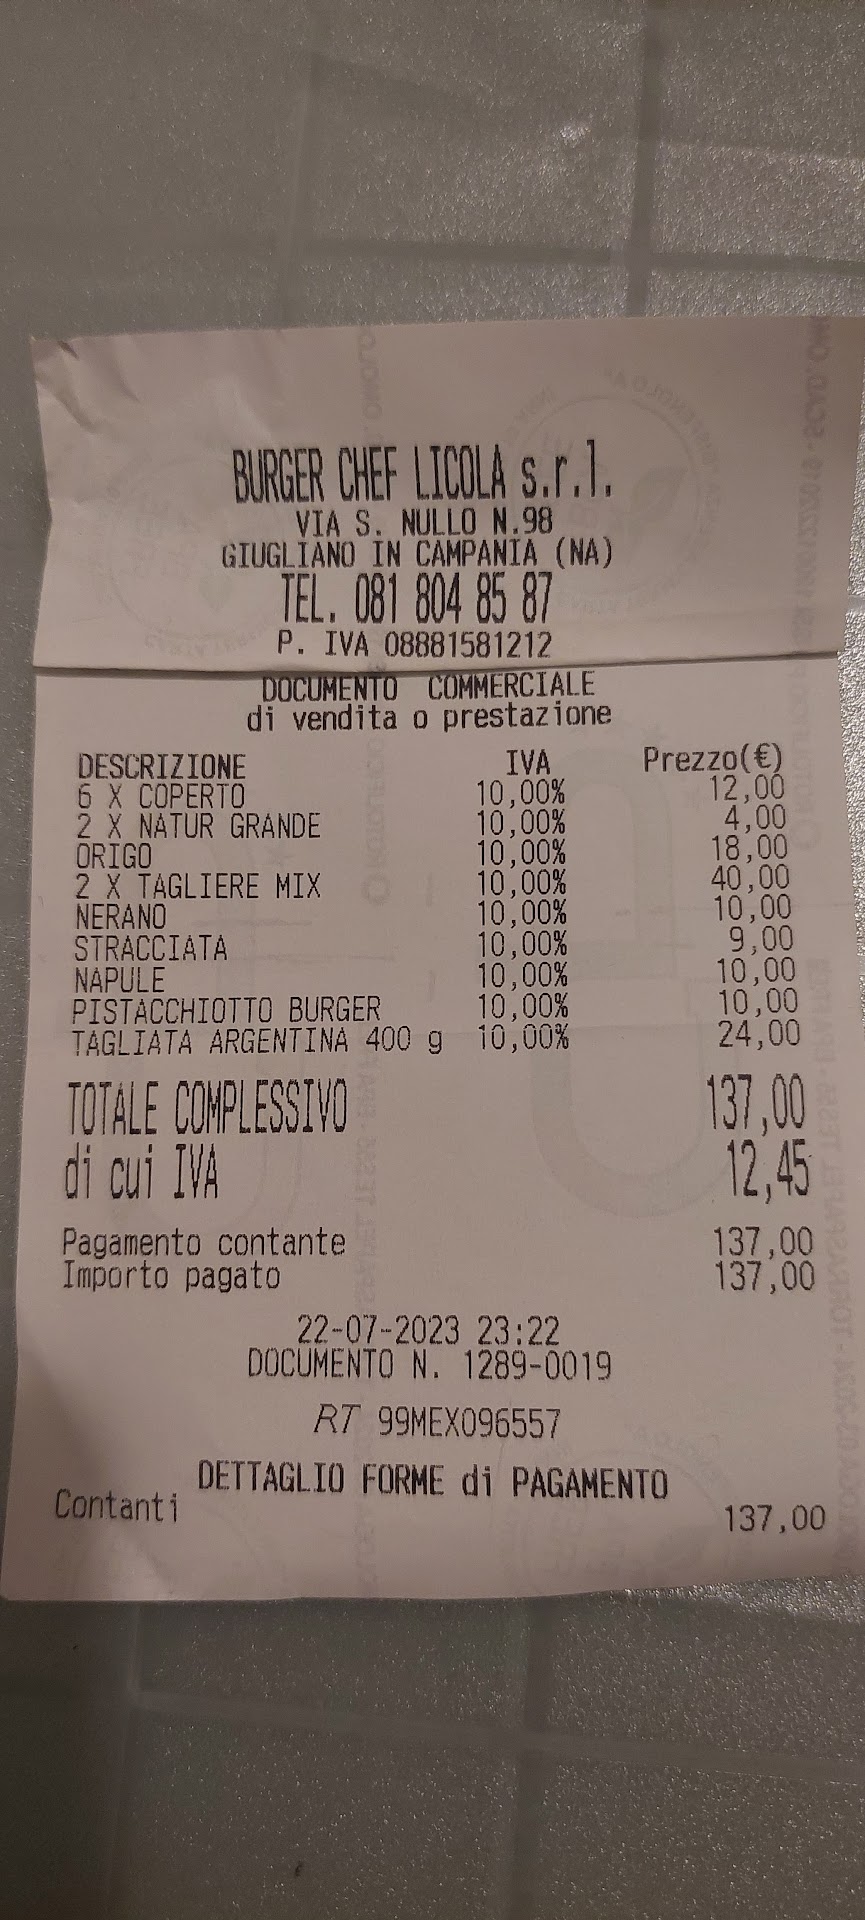 BURGER CHEF LICOLA s.r.l.
VIA S. NULLO N.98
GIUGLIANO IN CAMPANIA (NA)
TEL. 081 804 85 87
P. IVA 08881581212
DOCUMENTO COMMERCIALE
di vendita o prestazione
DESCRIZIONE IVA Prezzo(€)
6 X COPERTO 10,00% 12,00
2 X NATUR GRANDE 10,00% 4,00
ORIGO 10,00% 18,00
2 X TAGLIERE MIX 10,00% 40,00
NERANO 10,00% 10,00
STRACCIATA 10,00% 9,00
NAPULE 10,00% 10,00
PISTACCHIOTTO BURGER 10,00% 10,00
TAGLIATA ARGENTINA 400 g 10,00% 24,00
TOTALE COMPLESSIVO 137,00
di cui IVA 12,45
Pagamento contante 137,00
Importo pagato 137,00
22-07-2023 23:22
DOCUMENTO N. 1289-0019
RT 99MEX096557
DETTAGLIO FORME di PAGAMENTO
Contanti 137,00